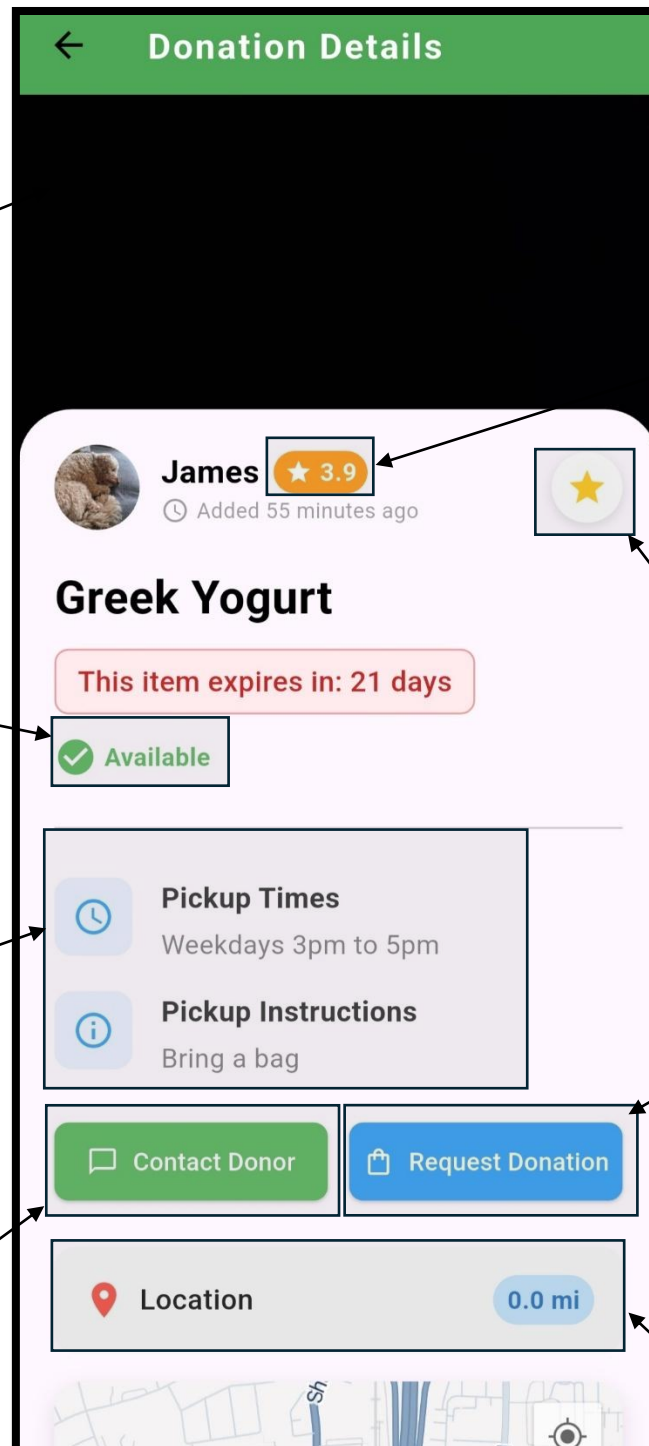 Donation Details
James ★ 3.9
Added 55 minutes ago
Greek Yogurt
This item expires in: 21 days
Available
Pickup Times
Weekdays 3pm to 5pm
Pickup Instructions
Bring a bag
Contact Donor
Request Donation
Location
0.0 mi
Sh